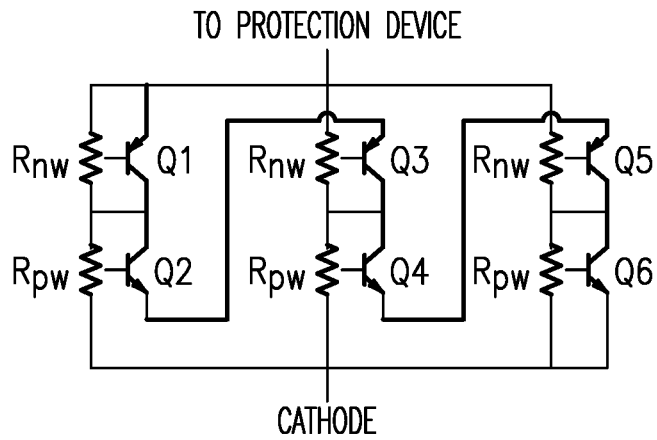 TO PROTECTION DEVICE
Rnw Q1 Rnw Q3 Rnw Q5
Rpw Q2 Rpw Q4 Rpw Q6
CATHODE